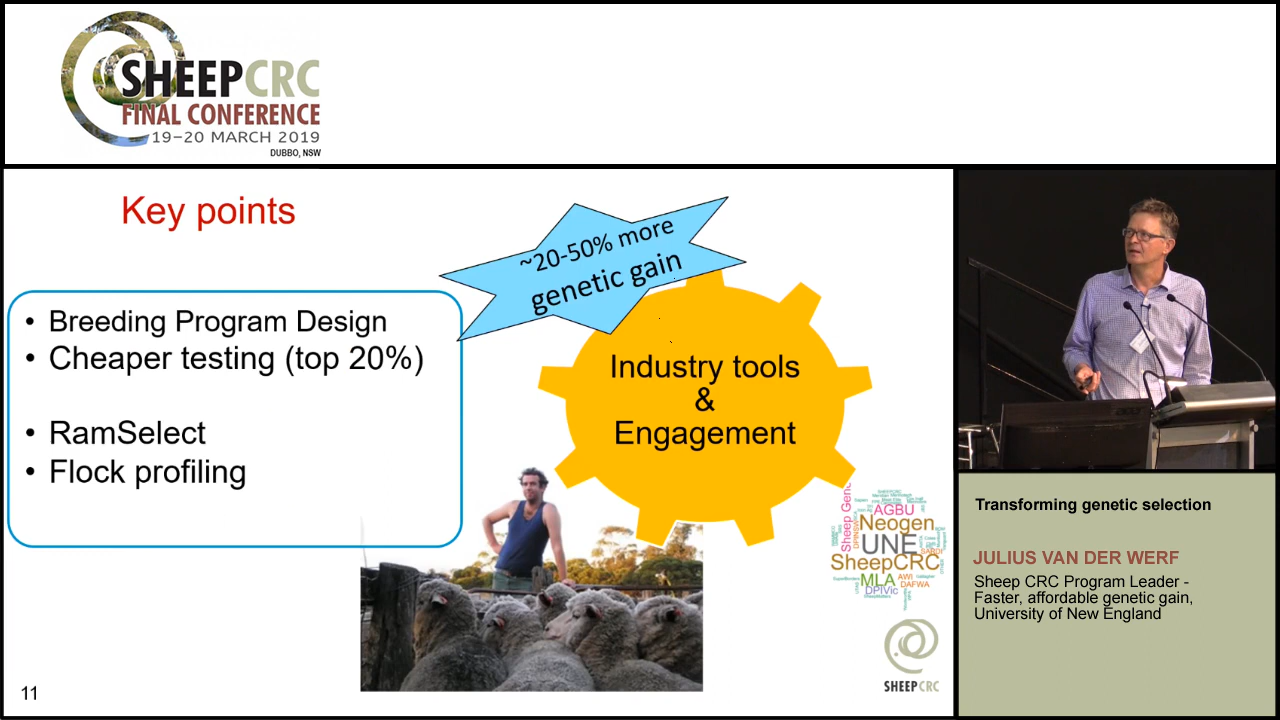 SHEEPCRC
FINAL CONFERENCE
19–20 MARCH 2019
DUBBO, NSW
Key points
~20-50% more
genetic gain
• Breeding Program Design
• Cheaper testing (top 20%)
• RamSelect
• Flock profiling
Industry tools
&
Engagement
Sheep Gen
AGBU
Neogen
UNE
SARDI
SheepCRC
MLA
AWI
DAFWA
DPIVic
SHEEPCRC
11
Transforming genetic selection
JULIUS VAN DER WERF
Sheep CRC Program Leader -
Faster, affordable genetic gain,
University of New England